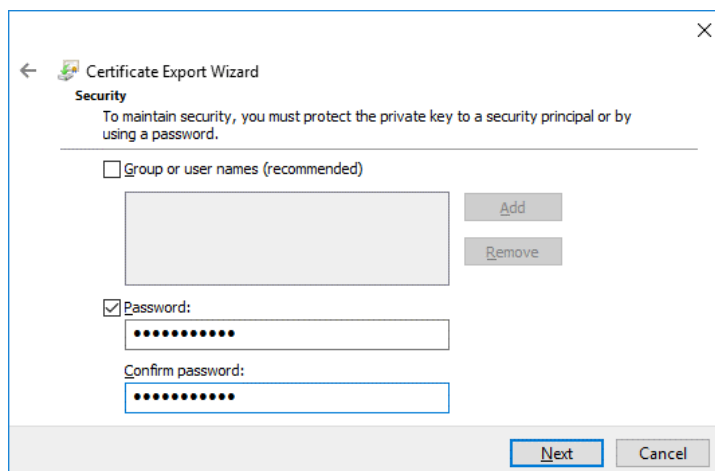 Certificate Export Wizard
Security
To maintain security, you must protect the private key to a security principal or by
using a password.
Group or user names (recommended)
Add
Remove
Password:
●●●●●●●●●●●
Confirm password:
●●●●●●●●●●●
Next
Cancel